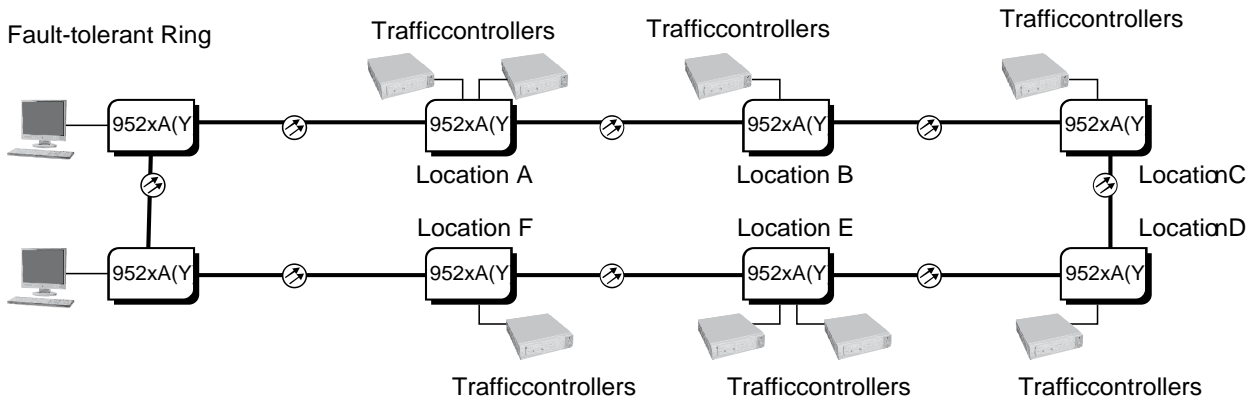 Fault-tolerant Ring
Trafficcontrollers
Trafficcontrollers
Trafficcontrollers
952xA(Y
952xA(Y
952xA(Y
952xA(Y
Location A
Location B
LocationC
Location F
Location E
LocationD
952xA(Y
952xA(Y
952xA(Y
952xA(Y
Trafficcontrollers
Trafficcontrollers
Trafficcontrollers